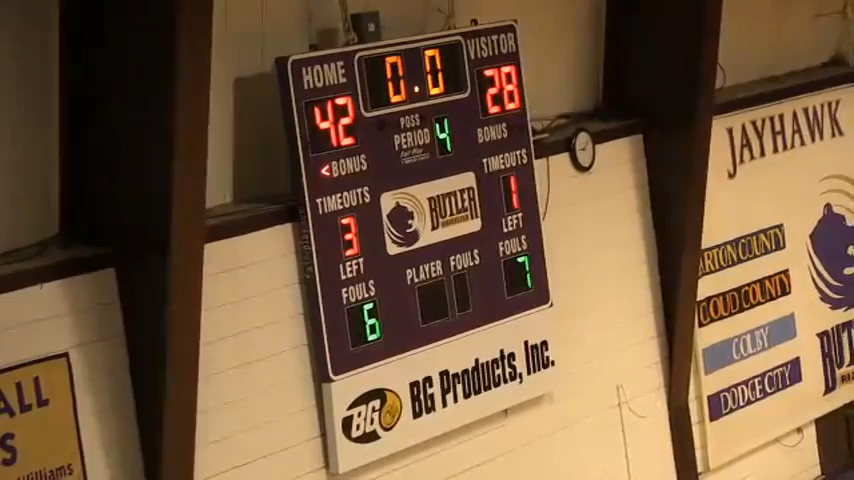 HOME 0.0 VISITOR
42 28
POSS
PERIOD 4
<BONUS BONUS
TIMEOUTS TIMEOUTS
3 BUTLER 1
LEFT LEFT
FOULS PLAYER FOULS FOULS
6 7
BG BG Products, Inc.
ALL
Williams
JAYHAWK
BARTON COUNTY
CLOUD COUNTY
COLBY
DODGE CITY